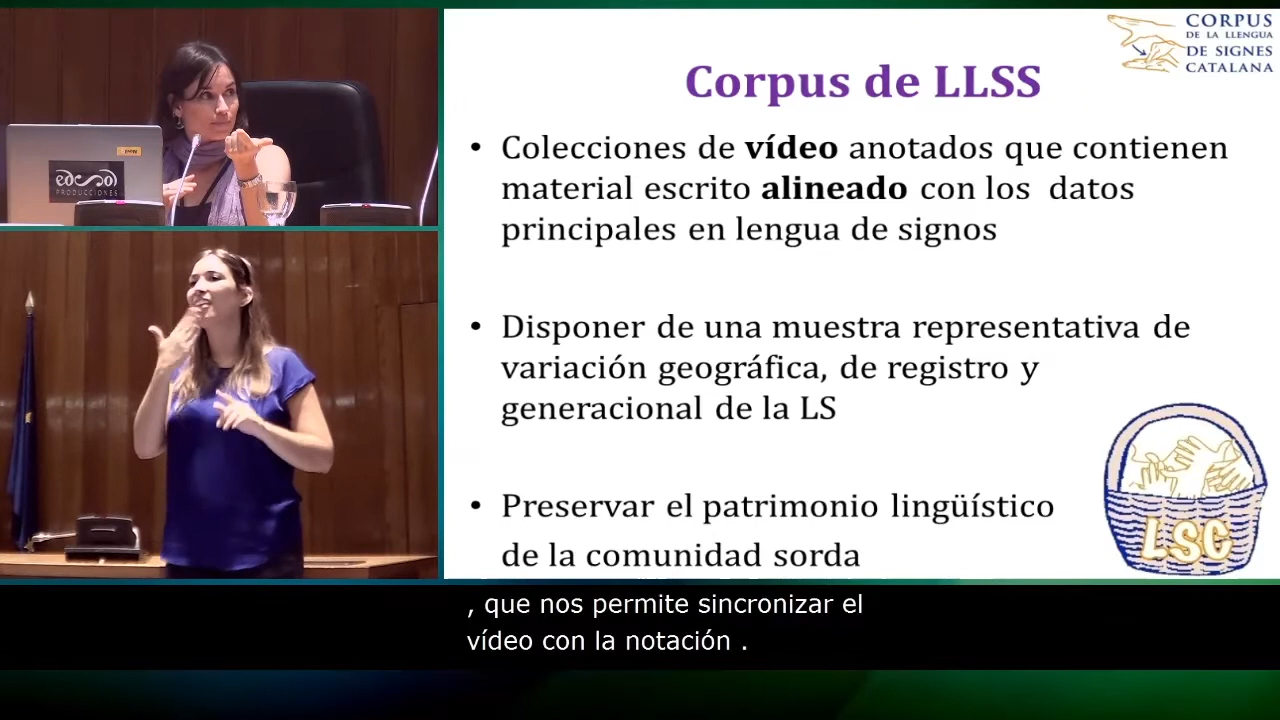 CORPUS
DE LA LLENGUA
DE SIGNES
CATALANA
Corpus de LLSS
• Colecciones de vídeo anotados que contienen
material escrito alineado con los datos
principales en lengua de signos
• Disponer de una muestra representativa de
variación geográfica, de registro y
generacional de la LS
• Preservar el patrimonio lingüístico
de la comunidad sorda
LSC
PRODUCCIONES
, que nos permite sincronizar el
vídeo con la notación .